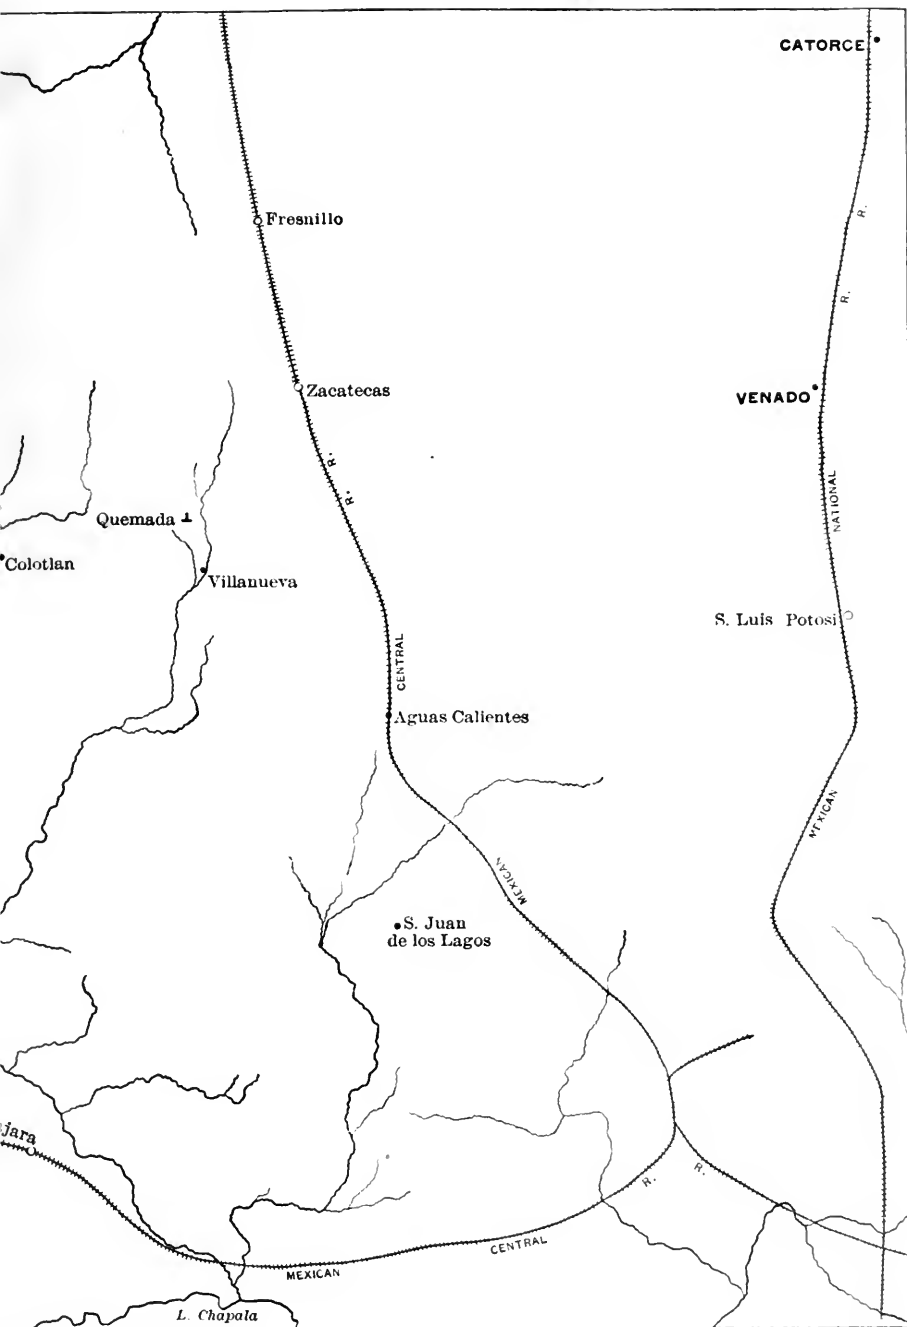 CATORCE
R.
Fresnillo
R.
Zacatecas
VENADO
R.
R.
NATIONAL
Quemada
Colotlan
Villanueva
S. Luis Potosi
CENTRAL
Aguas Calientes
MEXICAN
MEXICAN
S. Juan
de los Lagos
jara
R.
R.
CENTRAL
MEXICAN
L. Chapala